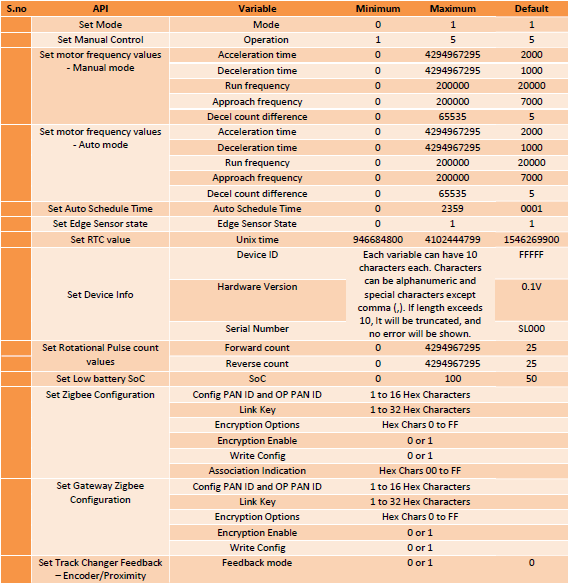 S.no API Variable Minimum Maximum Default
Set Mode Mode 0 1 1
Set Manual Control Operation 1 5 5
Set motor frequency values Acceleration time 0 4294967295 2000
- Manual mode Deceleration time 0 4294967295 1000
Run frequency 0 200000 20000
Approach frequency 0 200000 7000
Decel count difference 0 65535 5
Set motor frequency values Acceleration time 0 4294967295 2000
- Auto mode Deceleration time 0 4294967295 1000
Run frequency 0 200000 20000
Approach frequency 0 200000 7000
Decel count difference 0 65535 5
Set Auto Schedule Time Auto Schedule Time 0 2359 0001
Set Edge Sensor state Edge Sensor State 0 1 1
Set RTC value Unix time 946684800 4102444799 1546269900
Set Device Info
Device ID
Each variable can have 10
characters each. Characters
can be alphanumeric and
special characters except
comma (,). If length exceeds
10, It will be truncated, and
no error will be shown.
FFFFF
Hardware Version 0.1V
Serial Number SL000
Set Rotational Pulse count Forward count 0 4294967295 25
values Reverse count 0 4294967295 25
Set Low battery SoC SoC 0 100 50
Set Zigbee Configuration Config PAN ID and OP PAN ID 1 to 16 Hex Characters
Link Key 1 to 32 Hex Characters
Encryption Options Hex Chars 0 to FF
Encryption Enable 0 or 1
Write Config 0 or 1
Association Indication Hex Chars 00 to FF
Set Gateway Zigbee Config PAN ID and OP PAN ID 1 to 16 Hex Characters
Configuration Link Key 1 to 32 Hex Characters
Encryption Options Hex Chars 0 to FF
Encryption Enable 0 or 1
Write Config 0 or 1
Set Track Changer Feedback Feedback mode 0 or 1 0
– Encoder/Proximity